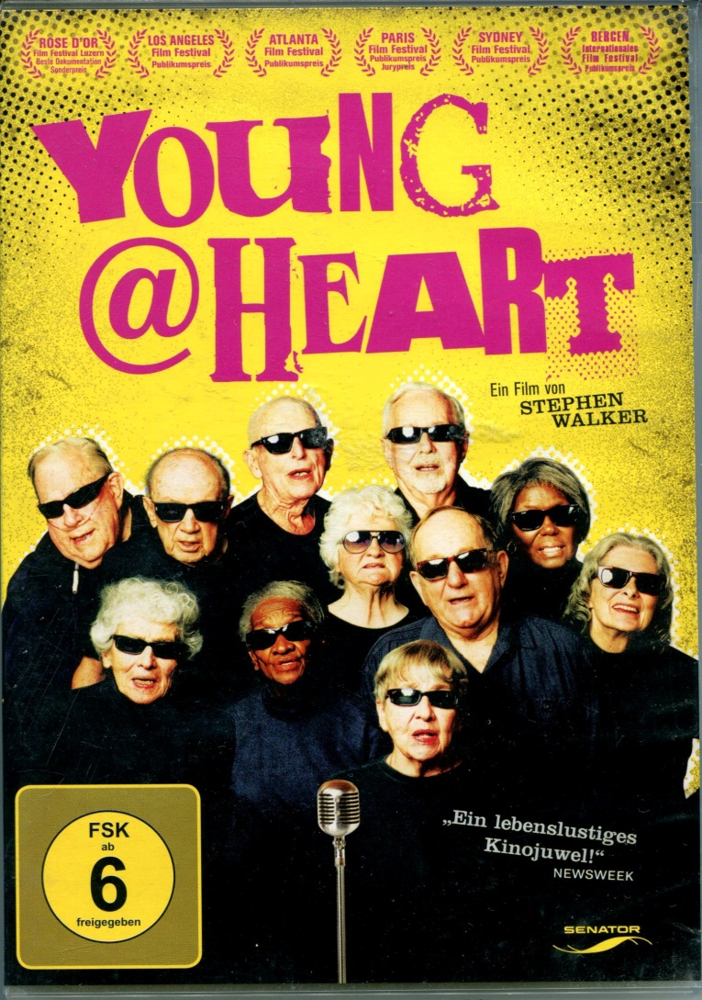 ROSE D'OR
Film Festival Luzern
Beste Dokumentation
Sonderpreis
LOS ANGELES
Film Festival
Publikumspreis
ATLANTA
Film Festival
Publikumspreis
PARIS
Film Festival
Publikumspreis
Jurypreis
SYDNEY
Film Festival
Publikumspreis
BERGEN
Internationales
Film Festival
Publikumspreis
YOUNG
@HEART
Ein Film von
STEPHEN
WALKER
„Ein lebenslustiges
Kinojuwel!“
NEWSWEEK
FSK
ab
6
freigegeben
SENATOR